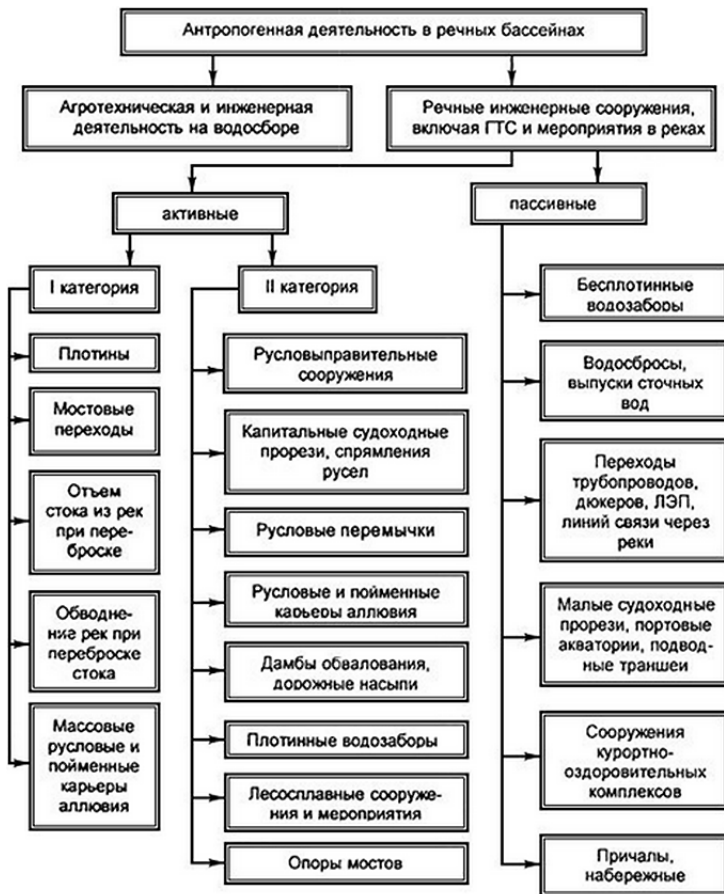 Антропогенная деятельность в речных бассейнах
Агротехническая и инженерная
деятельность на водосборе
Речные инженерные сооружения,
включая ГТС и мероприятия в реках
активные
пассивные
I категория
Плотины
Мостовые
переходы
Отъем
стока из рек
при пере-
броске
Обводне-
ние рек при
переброске
стока
Массовые
русловые и
пойменные
карьеры
аллювия
II категория
Русловыправительные
сооружения
Капитальные судоходные
прорези, спрямления
русел
Русловые перемычки
Русловые и пойменные
карьеры аллювия
Дамбы обвалования,
дорожные насыпи
Плотинные водозаборы
Лесосплавные сооруже-
ния и мероприятия
Опоры мостов
Бесплотинные
водозаборы
Водосбросы,
выпуски сточных
вод
Переходы
трубопроводов,
дюкеров, ЛЭП,
линий связи через
реки
Малые судоходные
прорези, портовые
акватории, подвод-
ные траншеи
Сооружения
курортно-
оздоровительных
комплексов
Причалы,
набережные